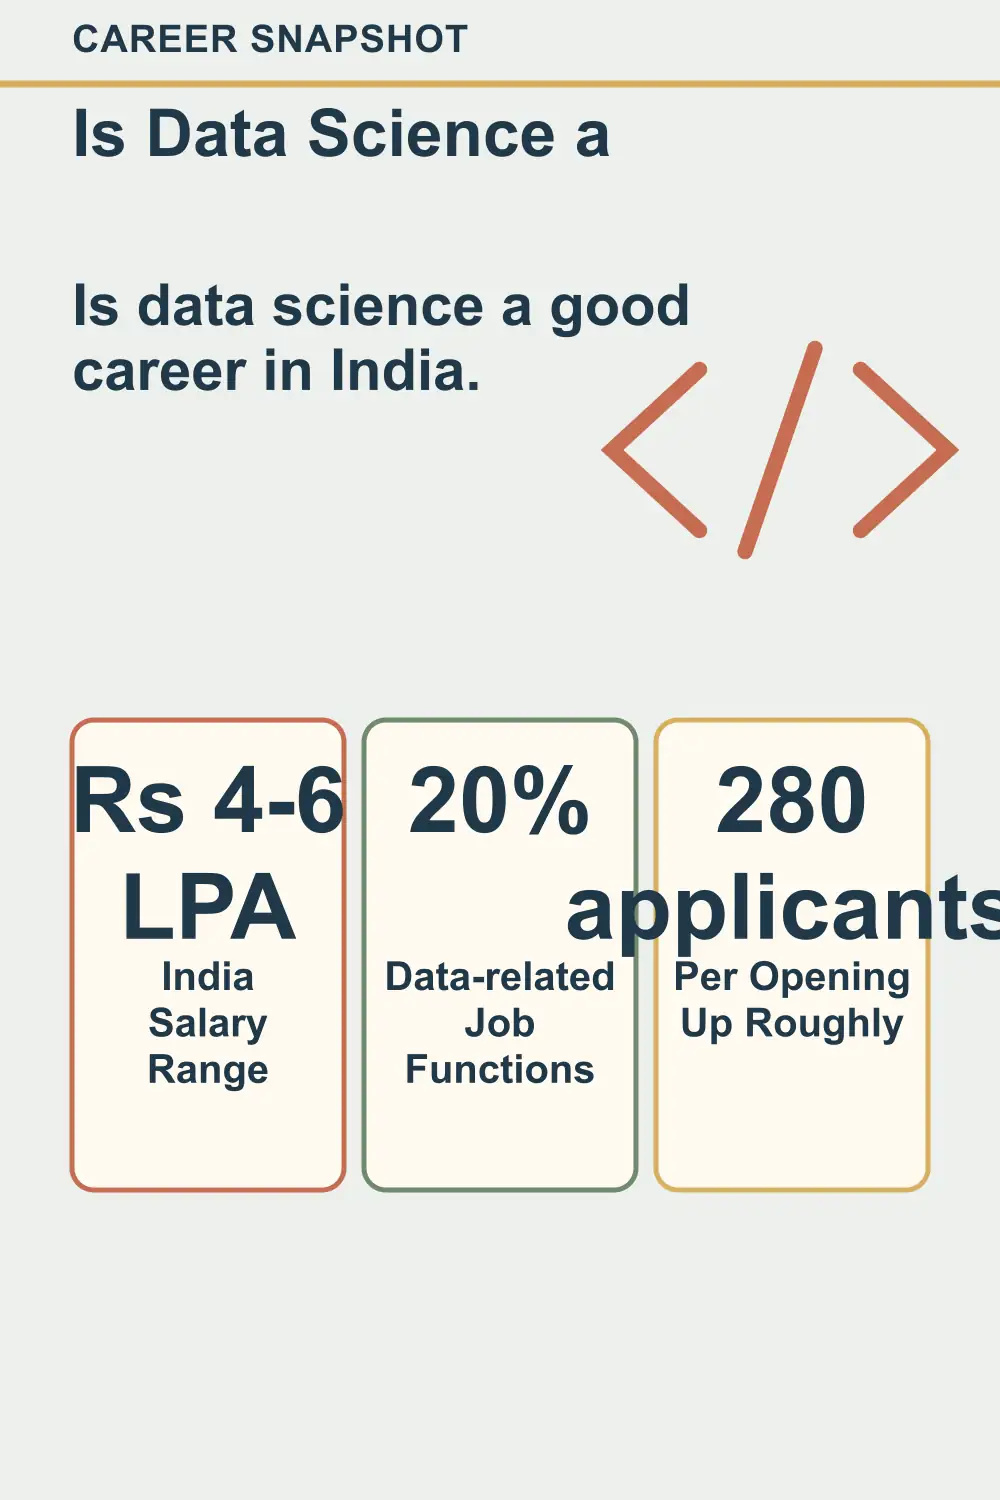 CAREER SNAPSHOT
Is Data Science a
Is data science a good
career in India.
Rs 4-6
LPA
India
Salary
Range
20%
Data-related
Job
Functions
280
applicants
Per Opening
Up Roughly